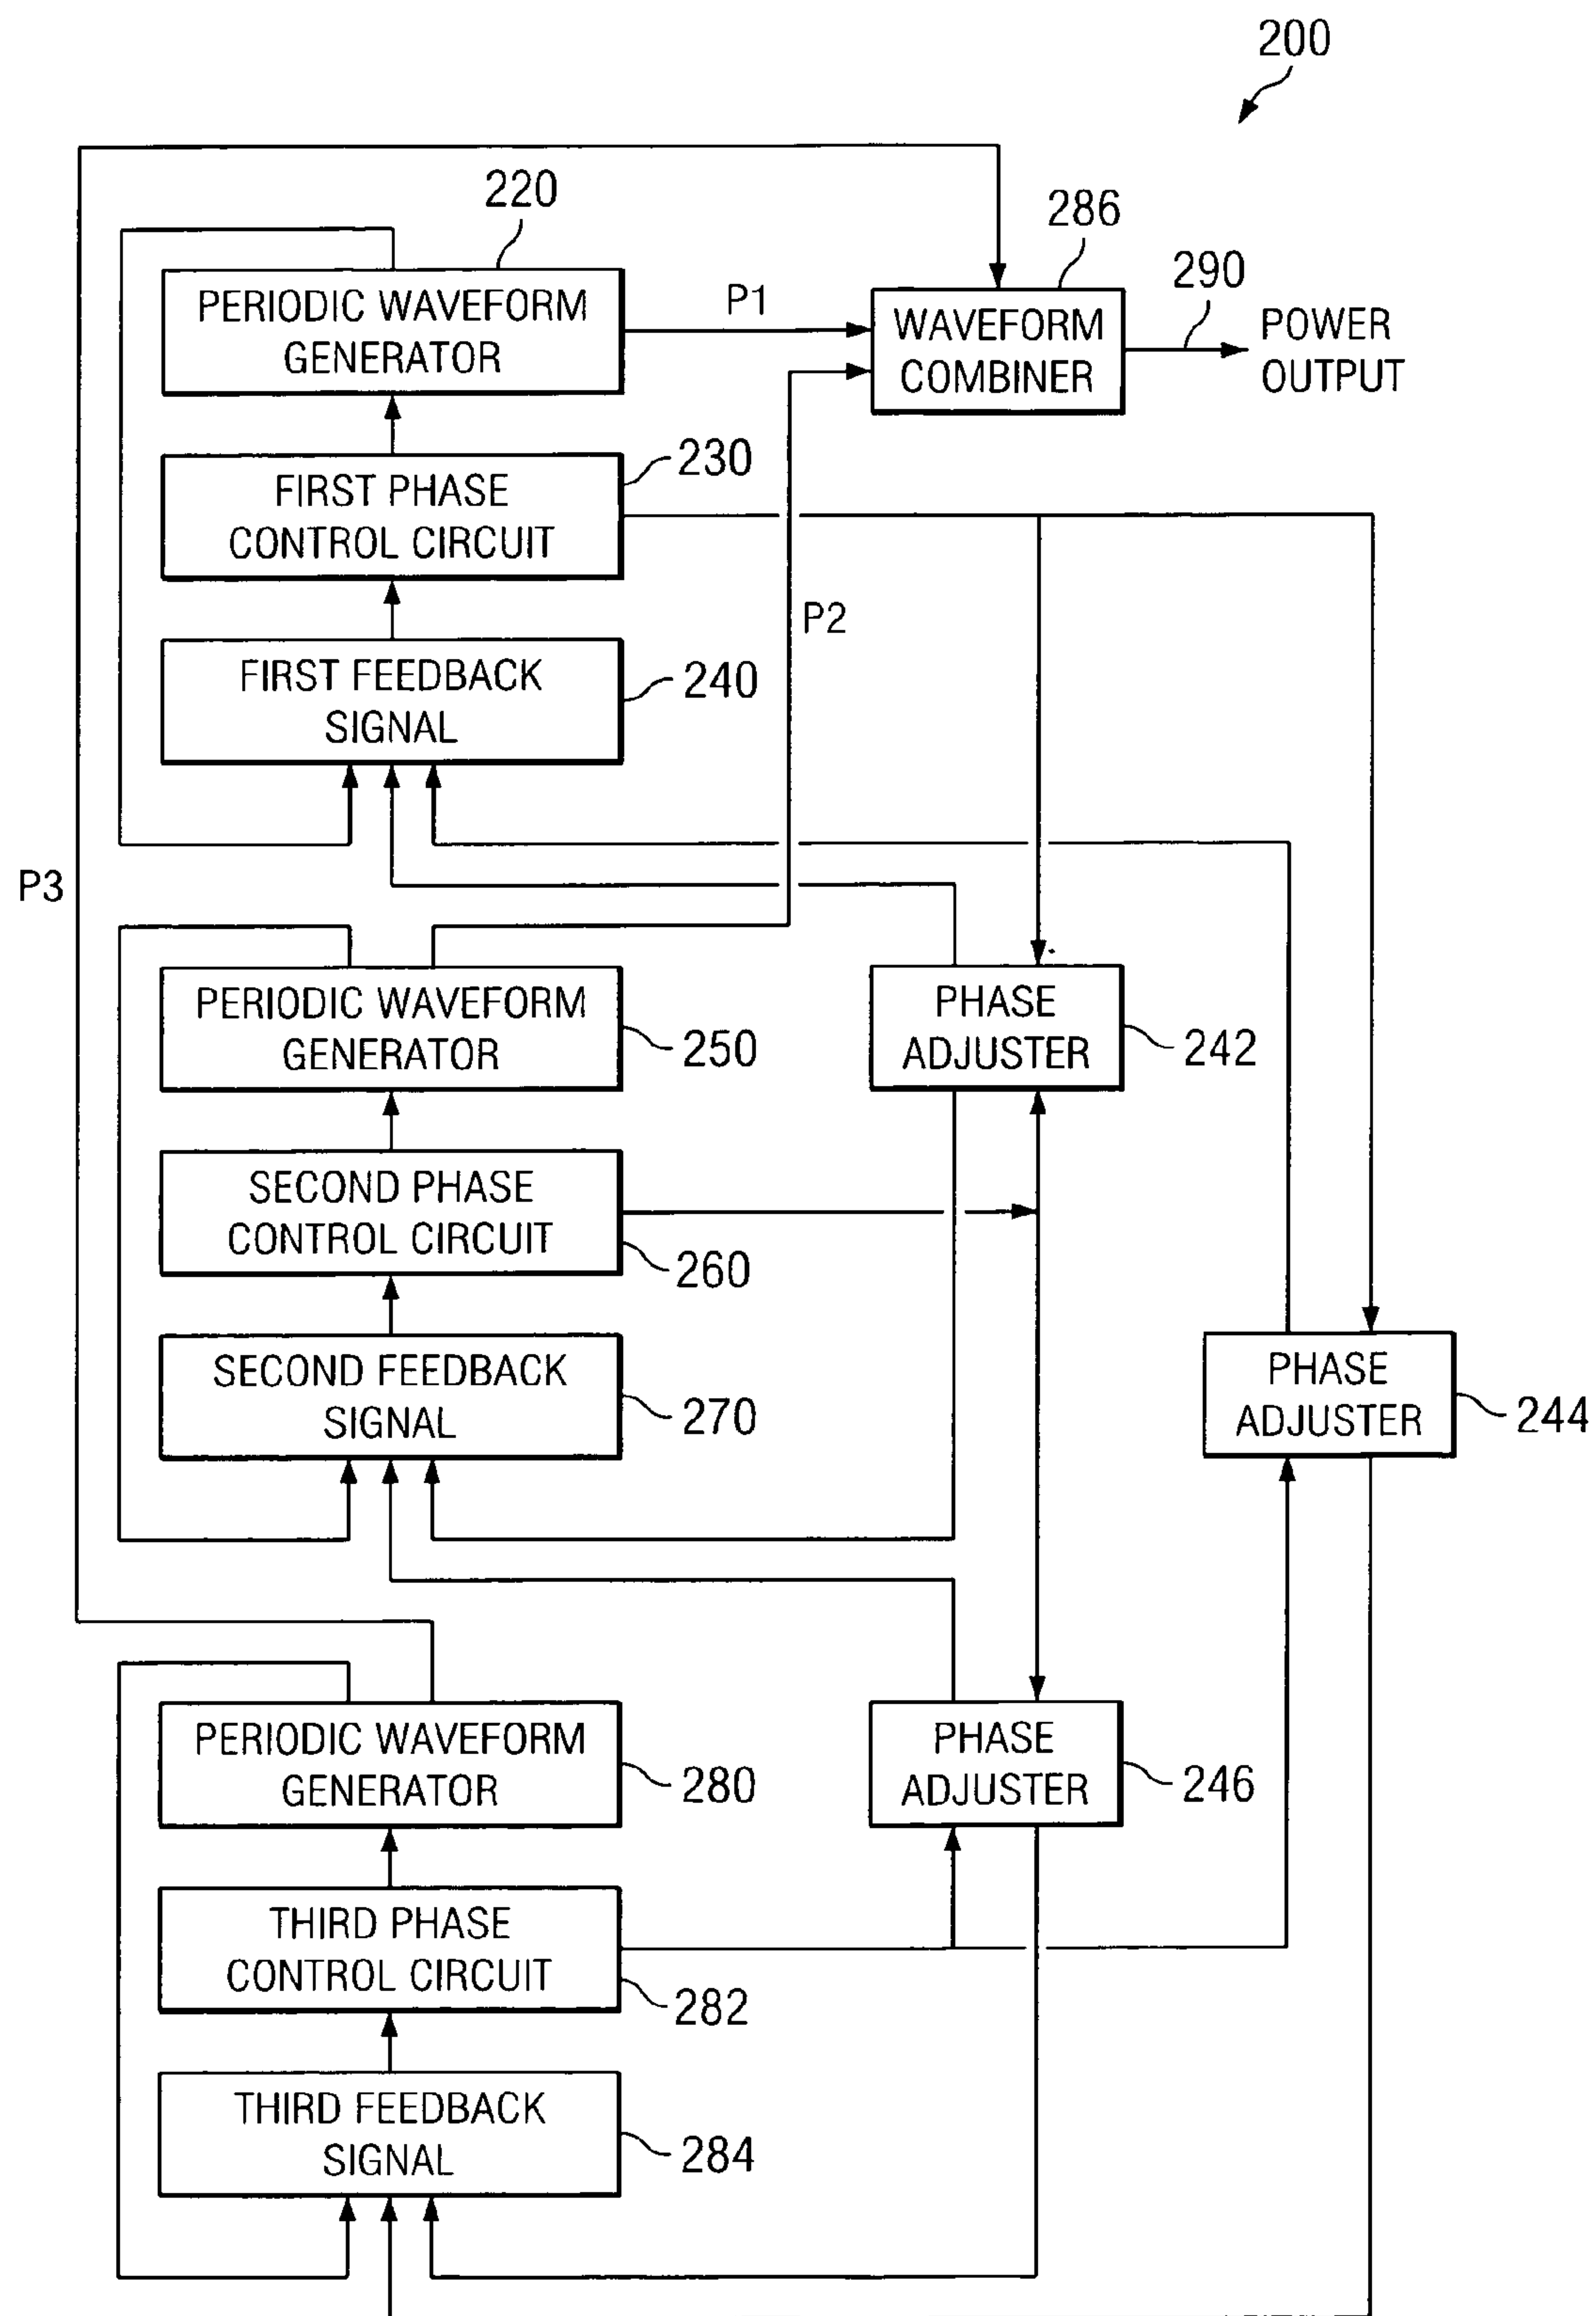 200
220
286
290
PERIODIC WAVEFORM
GENERATOR
P1
WAVEFORM
COMBINER
POWER
OUTPUT
FIRST PHASE
CONTROL CIRCUIT
230
P2
FIRST FEEDBACK
SIGNAL
240
P3
PERIODIC WAVEFORM
GENERATOR
250
PHASE
ADJUSTER
242
SECOND PHASE
CONTROL CIRCUIT
260
SECOND FEEDBACK
SIGNAL
270
PHASE
ADJUSTER
244
PERIODIC WAVEFORM
GENERATOR
280
PHASE
ADJUSTER
246
THIRD PHASE
CONTROL CIRCUIT
282
THIRD FEEDBACK
SIGNAL
284